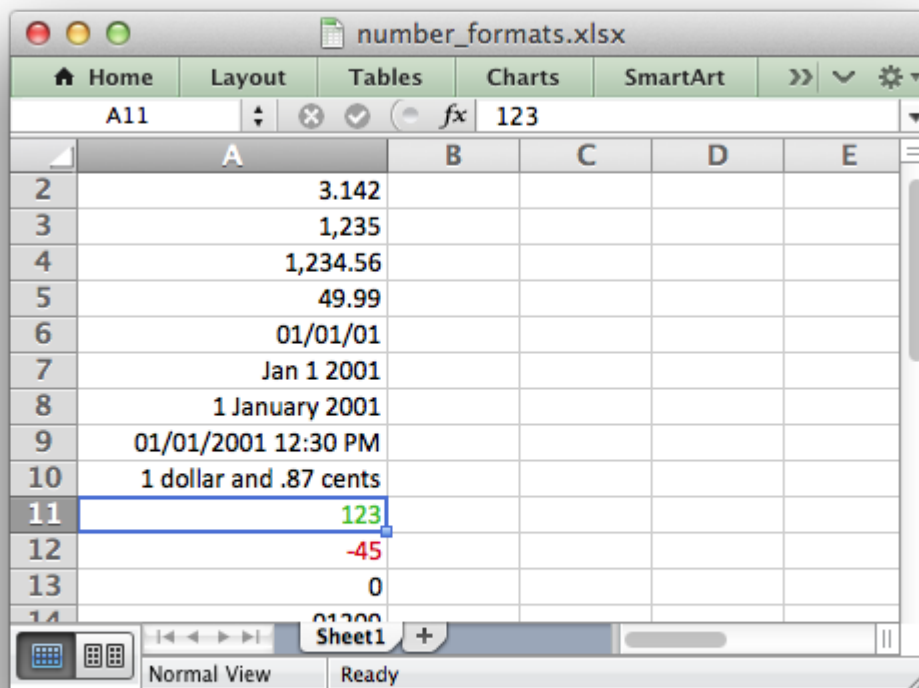 number_formats.xlsx
Home Layout Tables Charts SmartArt
A11 fx 123
A B C D E
2 3.142
3 1,235
4 1,234.56
5 49.99
6 01/01/01
7 Jan 1 2001
8 1 January 2001
9 01/01/2001 12:30 PM
10 1 dollar and .87 cents
11 123
12 -45
13 0
14
Sheet1
Normal View Ready